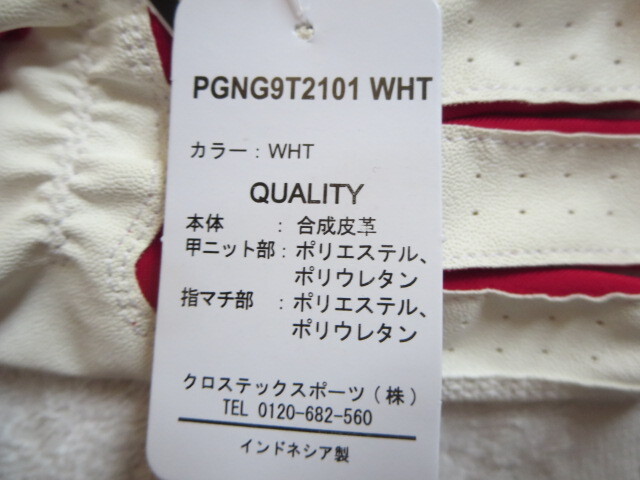 PGNG9T2101 WHT
カラー：WHT
QUALITY
本体　　：合成皮革
甲ニット部：ポリエステル、
ポリウレタン
指マチ部　：ポリエステル、
ポリウレタン
クロステックスポーツ（株）
TEL 0120-682-560
インドネシア製